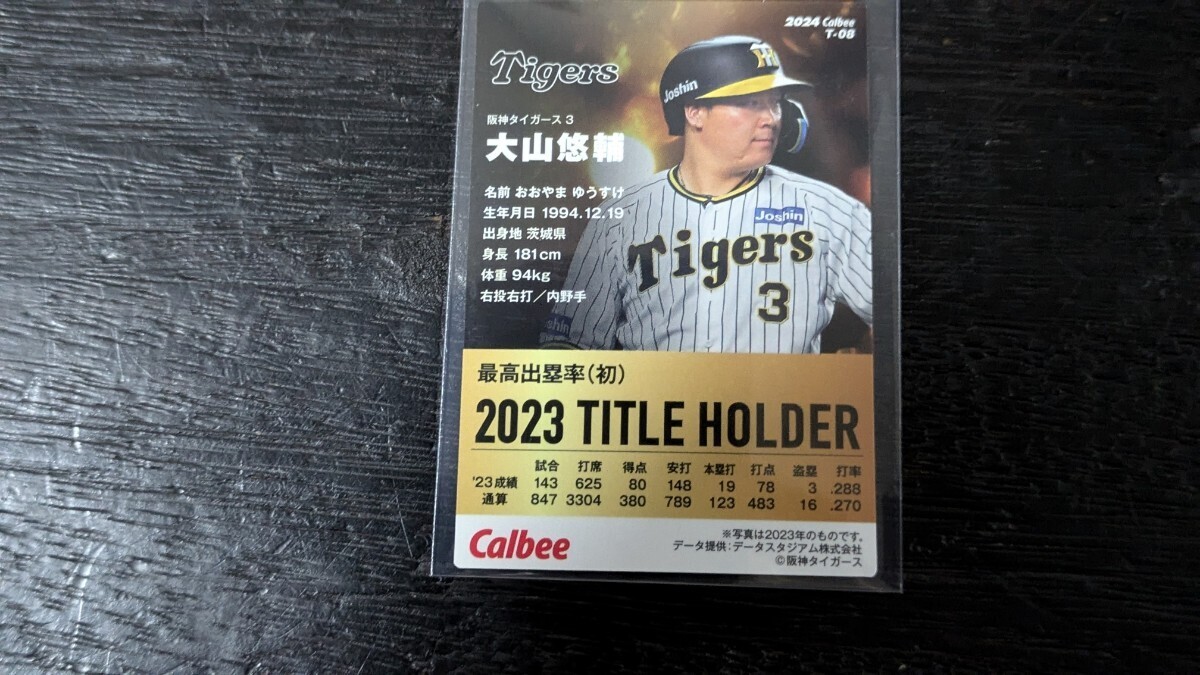 2024 Calbee
T-08
Tigers
阪神タイガース 3
大山悠輔
名前 おおやま ゆうすけ
生年月日 1994.12.19
出身地 茨城県
身長 181cm
体重 94kg
右投右打／内野手
Joshin
Joshin
Tigers
3
Joshin
最高出塁率(初)
2023 TITLE HOLDER
試合 打席 得点 安打 本塁打 打点 盗塁 打率
'23成績 143 625 80 148 19 78 3 .288
通算 847 3304 380 789 123 483 16 .270
Calbee
※写真は2023年のものです。
データ提供：データスタジアム株式会社
©阪神タイガース